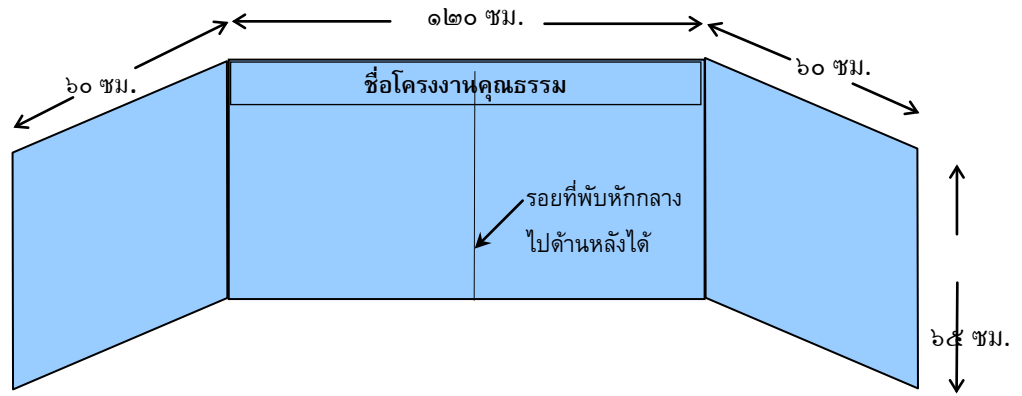 ๑๒๐ ซม.
๖๐ ซม.
๖๐ ซม.
ชื่อโครงงานคุณธรรม
รอยที่พับหักกลาง
ไปด้านหลังได้
๖๕ ซม.